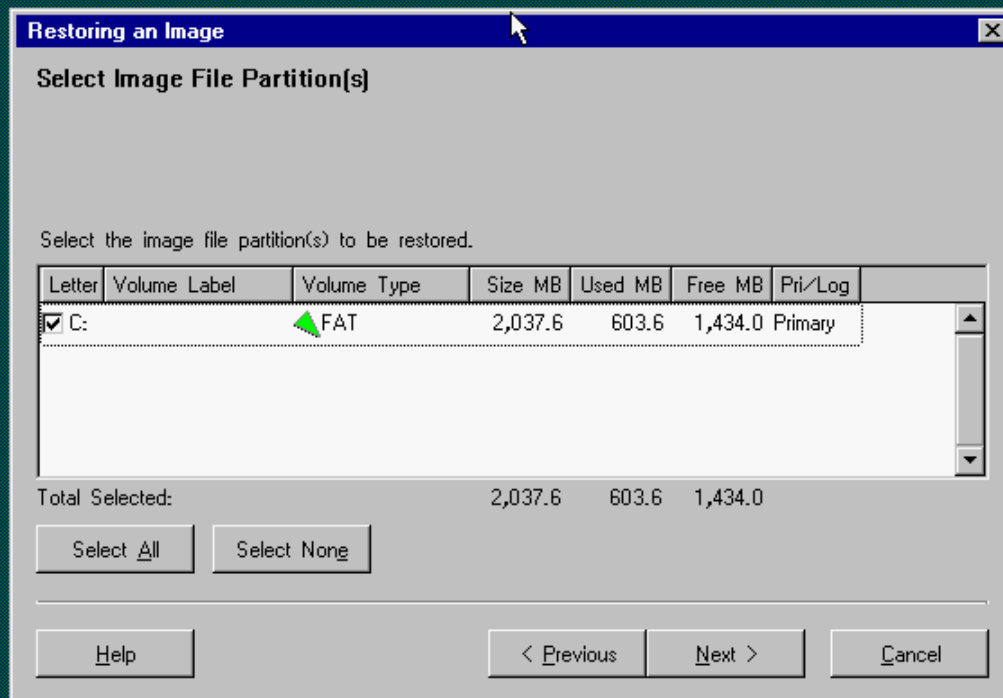 Restoring an Image
Select Image File Partition(s)
Select the image file partition(s) to be restored.
Letter Volume Label Volume Type Size MB Used MB Free MB Pri/Log
C: FAT 2,037.6 603.6 1,434.0 Primary
Total Selected: 2,037.6 603.6 1,434.0
Select All Select None
Help < Previous Next > Cancel